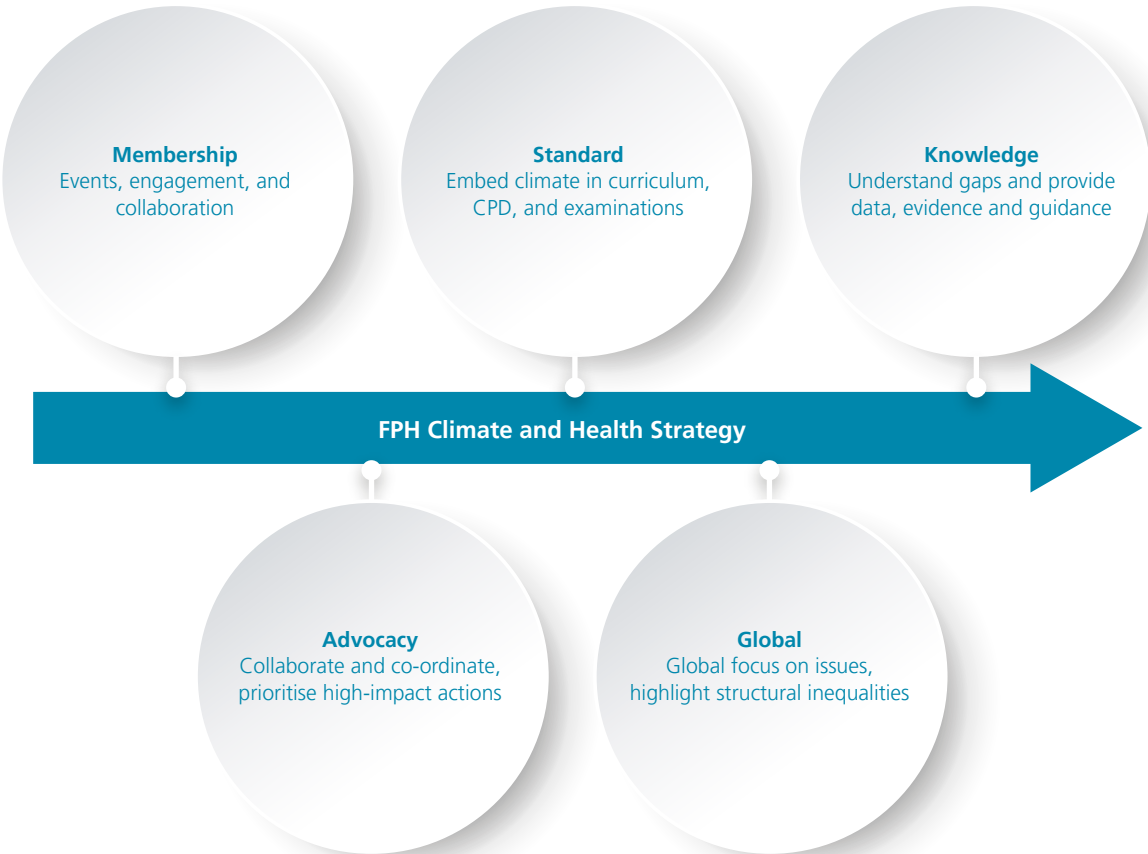 Membership
Events, engagement, and
collaboration
Standard
Embed climate in curriculum,
CPD, and examinations
Knowledge
Understand gaps and provide
data, evidence and guidance
FPH Climate and Health Strategy
Advocacy
Collaborate and co-ordinate,
prioritise high-impact actions
Global
Global focus on issues,
highlight structural inequalities